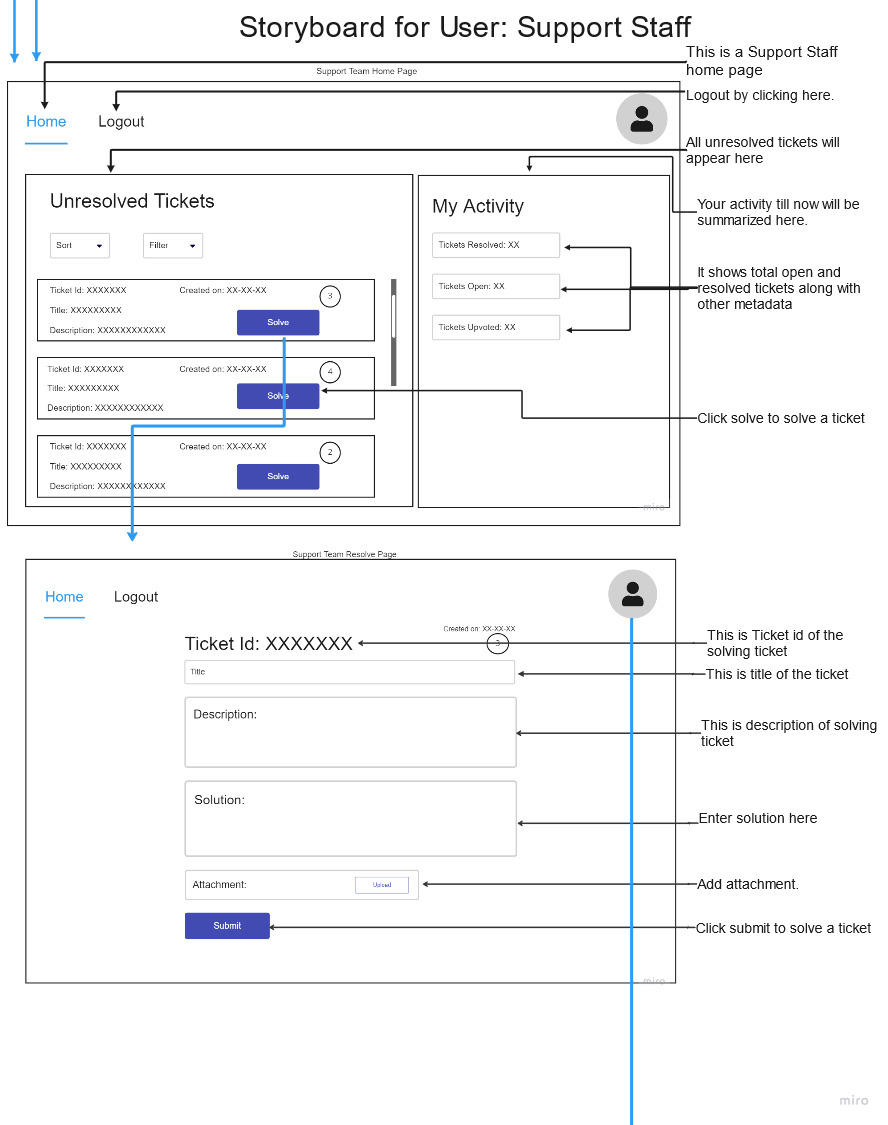 Storyboard for User: Support Staff
This is a Support Staff
home page
Support Team Home Page
Logout by clicking here.
Home
Logout
All unresolved tickets will
appear here
Unresolved Tickets
My Activity
Your activity till now will be
summarized here.
Sort
Filter
Tickets Resolved: XX
It shows total open and
resolved tickets along with
other metadata
Tickets Open: XX
Tickets Upvoted: XX
Ticket Id: XXXXXXX
Created on: XX-XX-XX
3
Title: XXXXXXXXX
Solve
Description: XXXXXXXXXXXX
Ticket Id: XXXXXXX
Created on: XX-XX-XX
4
Title: XXXXXXXXX
Solve
Description: XXXXXXXXXXXX
Click solve to solve a ticket
Ticket Id: XXXXXXX
Created on: XX-XX-XX
2
Title: XXXXXXXXX
Solve
Description: XXXXXXXXXXXX
miro
Support Team Resolve Page
Home
Logout
Created on: XX-XX-XX
Ticket Id: XXXXXXX
3
This is Ticket id of the
solving ticket
Title
This is title of the ticket
Description:
This is description of solving
ticket
Solution:
Enter solution here
Attachment:
Upload
Add attachment.
Submit
Click submit to solve a ticket
miro
miro